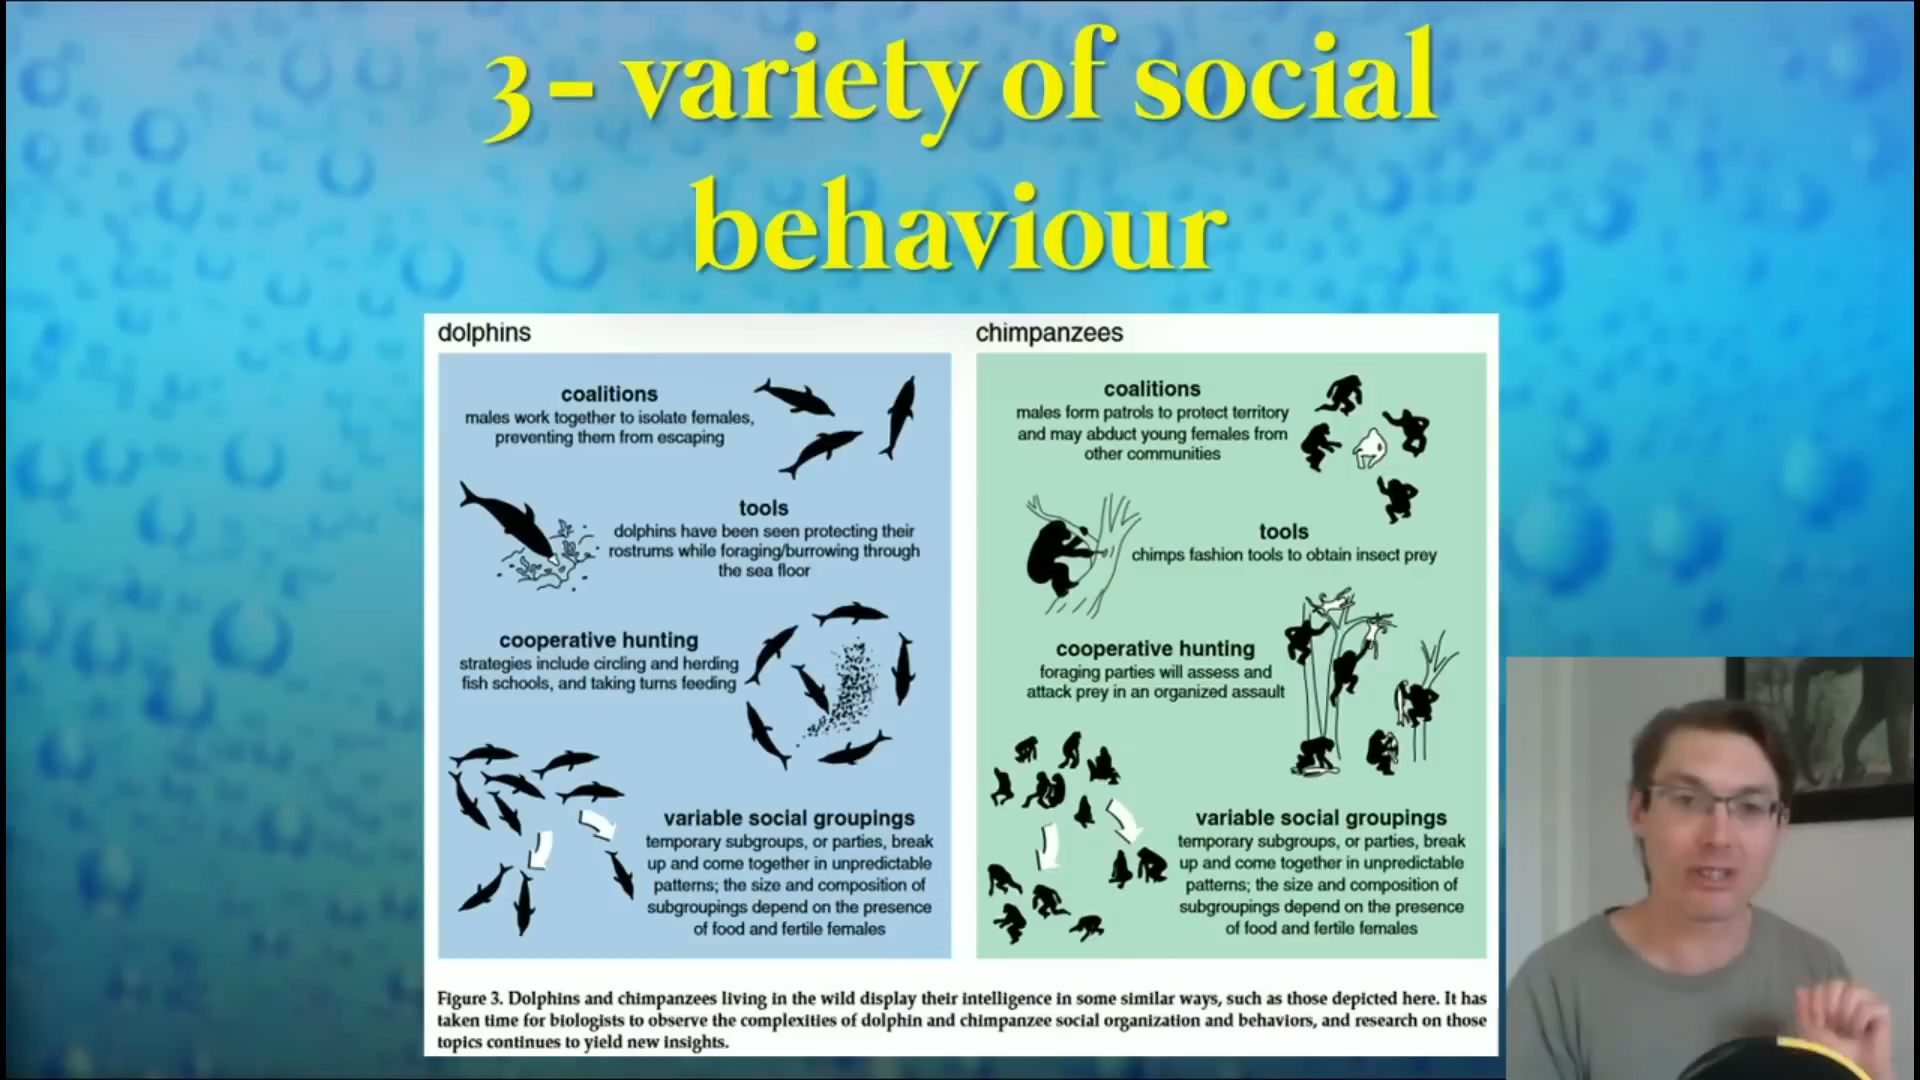 3 - variety of social
behaviour
dolphins
coalitions
males work together to isolate females,
preventing them from escaping
tools
dolphins have been seen protecting their
rostrums while foraging/burrowing through
the sea floor
cooperative hunting
strategies include circling and herding
fish schools, and taking turns feeding
variable social groupings
temporary subgroups, or parties, break
up and come together in unpredictable
patterns; the size and composition of
subgroupings depend on the presence
of food and fertile females
chimpanzees
coalitions
males form patrols to protect territory
and may abduct young females from
other communities
tools
chimps fashion tools to obtain insect prey
cooperative hunting
foraging parties will assess and
attack prey in an organized assault
variable social groupings
temporary subgroups, or parties, break
up and come together in unpredictable
patterns; the size and composition of
subgroupings depend on the presence
of food and fertile females
Figure 3. Dolphins and chimpanzees living in the wild display their intelligence in some similar ways, such as those depicted here. It has
taken time for biologists to observe the complexities of dolphin and chimpanzee social organization and behaviors, and research on those
topics continues to yield new insights.